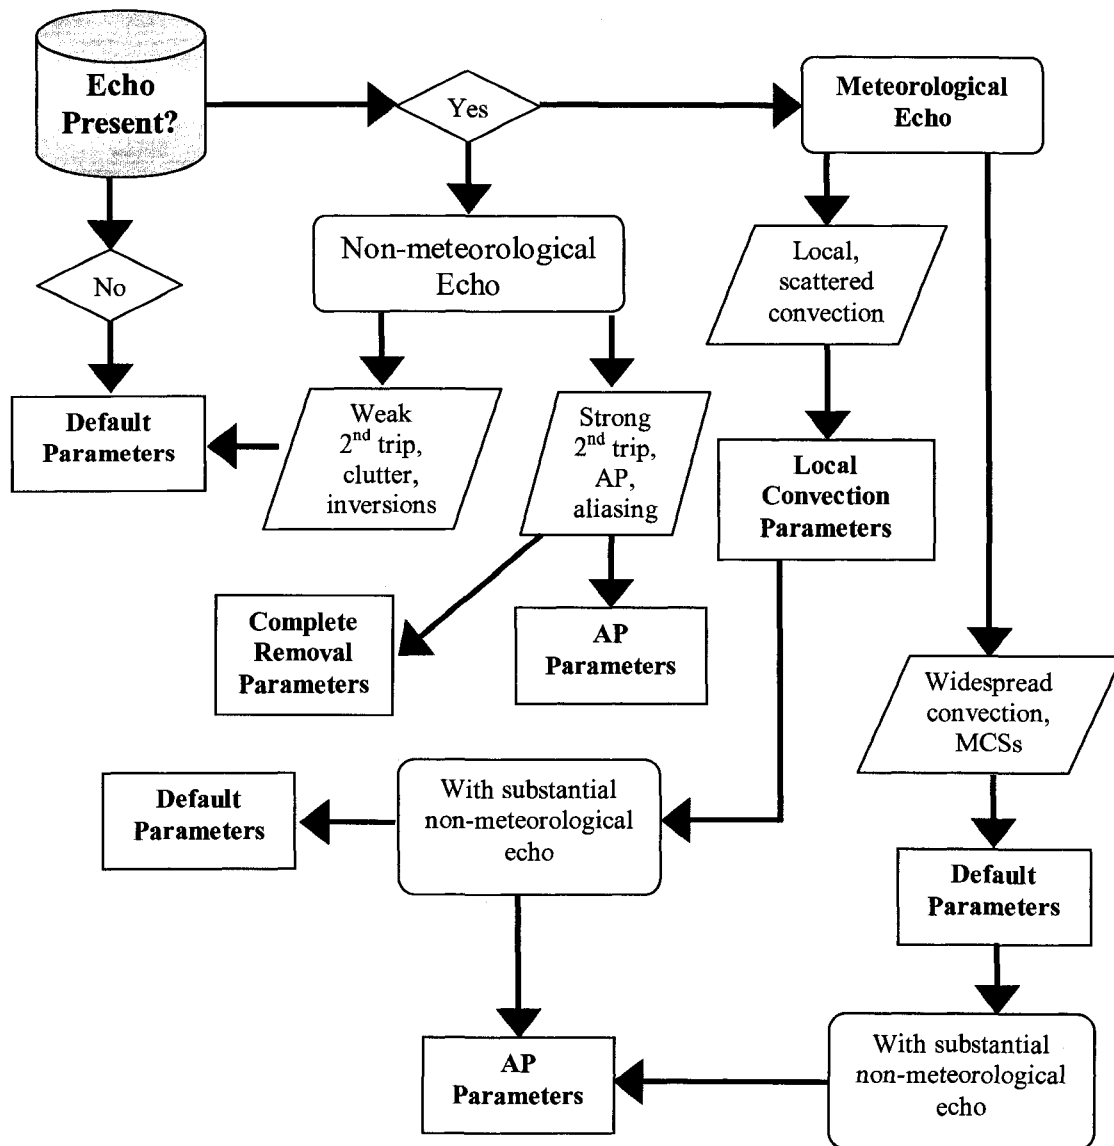 Echo
Present?
Yes
Meteorological
Echo
Non-meteorological
Echo
No
Local,
scattered
convection
Default
Parameters
Weak
2nd trip,
clutter,
inversions
Strong
2nd trip,
AP,
aliasing
Local
Convection
Parameters
Complete
Removal
Parameters
AP
Parameters
Widespread
convection,
MCSs
Default
Parameters
With substantial
non-meteorological
echo
Default
Parameters
AP
Parameters
With substantial
non-meteorological
echo